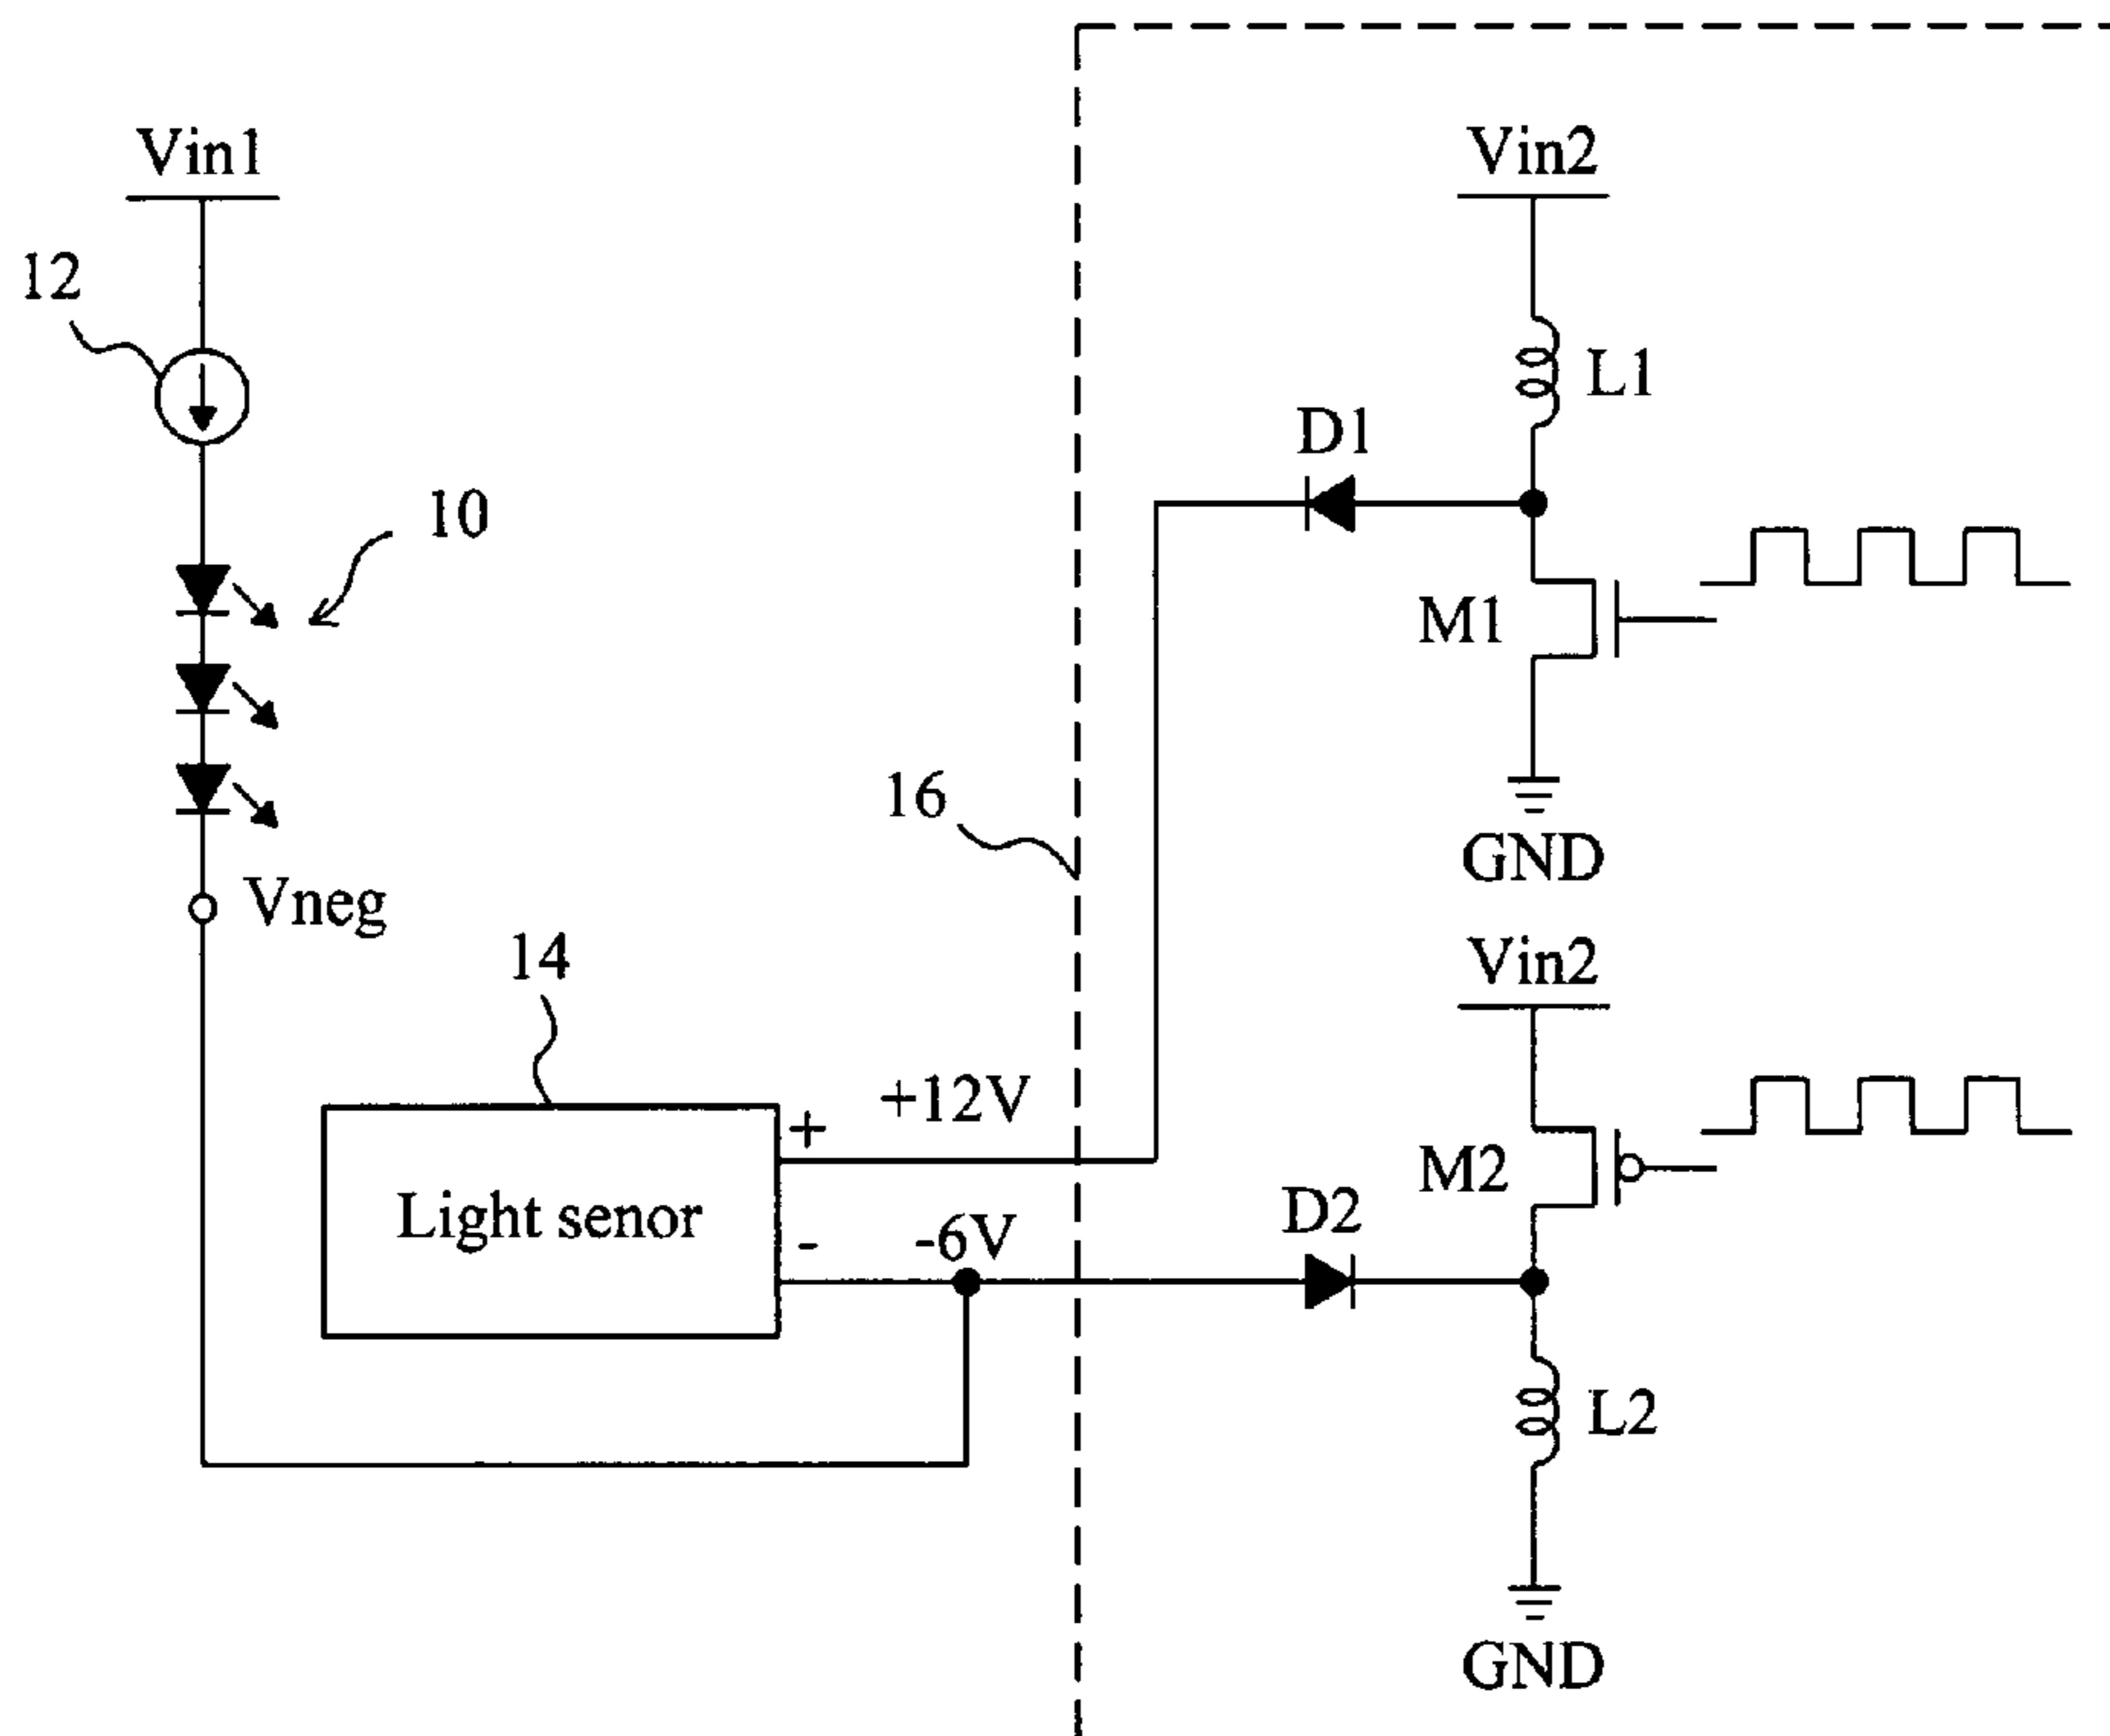 Vin1
Vin2
12
L1
D1
10
M1
16
GND
Vneg
14
Vin2
+12V
+
M2
D2
Light senor
-6V
-
L2
GND